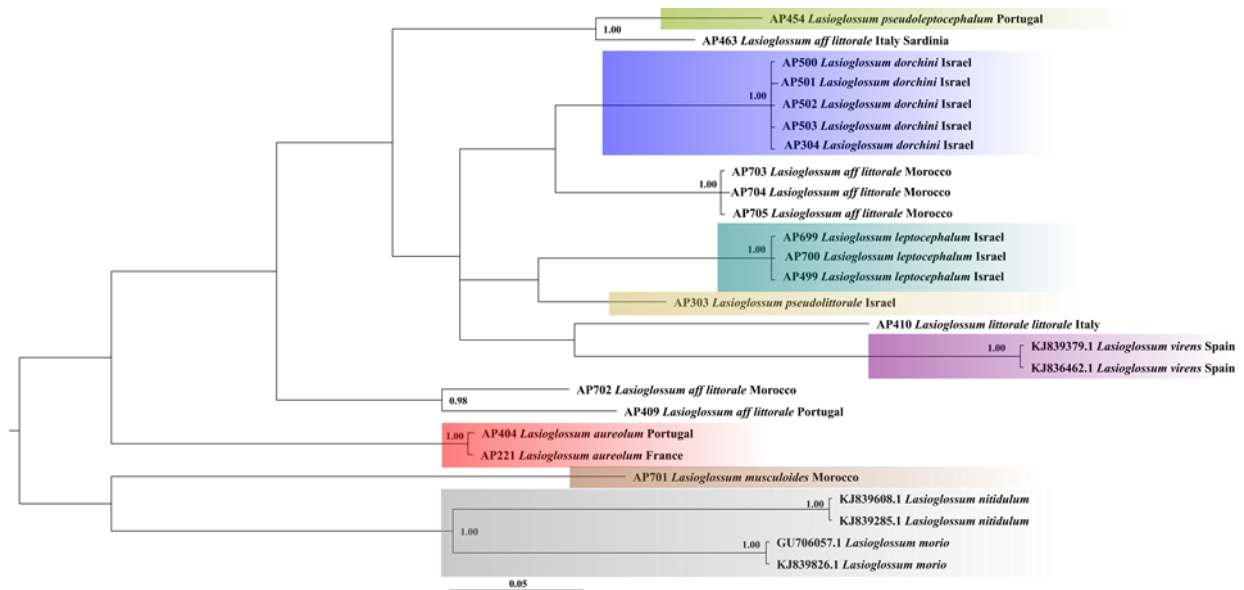 AP454 Lasioglossum pseudoleptocephalum Portugal
1.00
AP463 Lasioglossum aff littorale Italy Sardinia
AP500 Lasioglossum dorchini Israel
AP501 Lasioglossum dorchini Israel
1.00
AP502 Lasioglossum dorchini Israel
AP503 Lasioglossum dorchini Israel
AP304 Lasioglossum dorchini Israel
AP703 Lasioglossum aff littorale Morocco
1.00
AP704 Lasioglossum aff littorale Morocco
AP705 Lasioglossum aff littorale Morocco
AP699 Lasioglossum leptocephalum Israel
1.00
AP700 Lasioglossum leptocephalum Israel
AP499 Lasioglossum leptocephalum Israel
AP303 Lasioglossum pseudolittorale Israel
AP410 Lasioglossum littorale littorale Italy
1.00
KJ839379.1 Lasioglossum virens Spain
KJ836462.1 Lasioglossum virens Spain
AP702 Lasioglossum aff littorale Morocco
0.98
AP409 Lasioglossum aff littorale Portugal
1.00
AP404 Lasioglossum aureolum Portugal
AP221 Lasioglossum aureolum France
AP701 Lasioglossum musculoides Morocco
KJ839608.1 Lasioglossum nitidulum
1.00
KJ839285.1 Lasioglossum nitidulum
1.00
GU706057.1 Lasioglossum morio
1.00
KJ839826.1 Lasioglossum morio
0.05